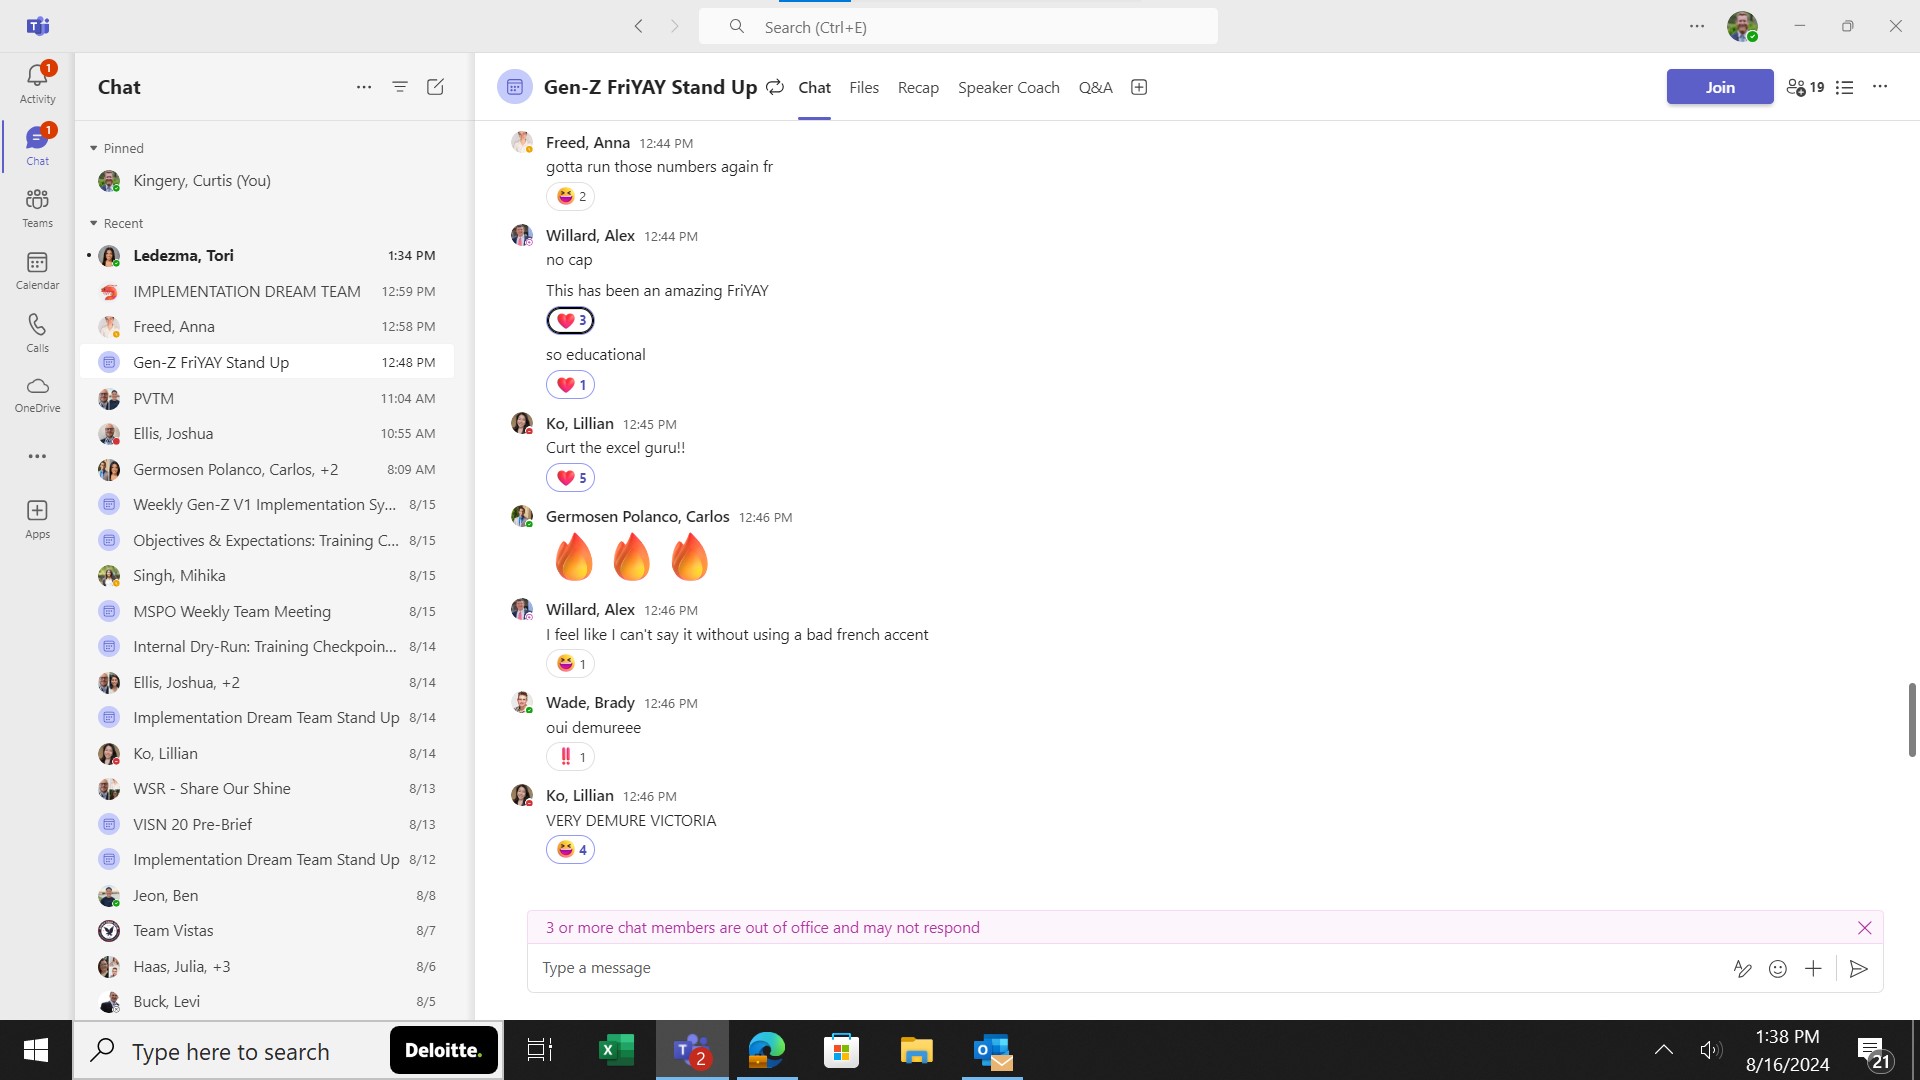 Search (Ctrl+E)
Activity
1
Chat
1
Teams
Calendar
Calls
OneDrive
Apps
Chat
Pinned
Kingery, Curtis (You)
Recent
Ledezma, Tori 1:34 PM
IMPLEMENTATION DREAM TEAM 12:59 PM
Freed, Anna 12:58 PM
Gen-Z FriYAY Stand Up 12:48 PM
PVTM 11:04 AM
Ellis, Joshua 10:55 AM
Germosen Polanco, Carlos, +2 8:09 AM
Weekly Gen-Z V1 Implementation Sy... 8/15
Objectives & Expectations: Training C... 8/15
Singh, Mihika 8/15
MSPO Weekly Team Meeting 8/15
Internal Dry-Run: Training Checkpoin... 8/14
Ellis, Joshua, +2 8/14
Implementation Dream Team Stand Up 8/14
Ko, Lillian 8/14
WSR - Share Our Shine 8/13
VISN 20 Pre-Brief 8/13
Implementation Dream Team Stand Up 8/12
Jeon, Ben 8/8
Team Vistas 8/7
Haas, Julia, +3 8/6
Buck, Levi 8/5
Gen-Z FriYAY Stand Up Chat Files Recap Speaker Coach Q&A Join 19
Freed, Anna 12:44 PM
gotta run those numbers again fr
😆 2
Willard, Alex 12:44 PM
no cap
This has been an amazing FriYAY
❤️ 3
so educational
❤️ 1
Ko, Lillian 12:45 PM
Curt the excel guru!!
❤️ 5
Germosen Polanco, Carlos 12:46 PM
🔥 🔥 🔥
Willard, Alex 12:46 PM
I feel like I can't say it without using a bad french accent
😆 1
Wade, Brady 12:46 PM
oui demureee
‼️ 1
Ko, Lillian 12:46 PM
VERY DEMURE VICTORIA
😆 4
3 or more chat members are out of office and may not respond
Type a message
Type here to search
Deloitte.
2
1:38 PM
8/16/2024
21